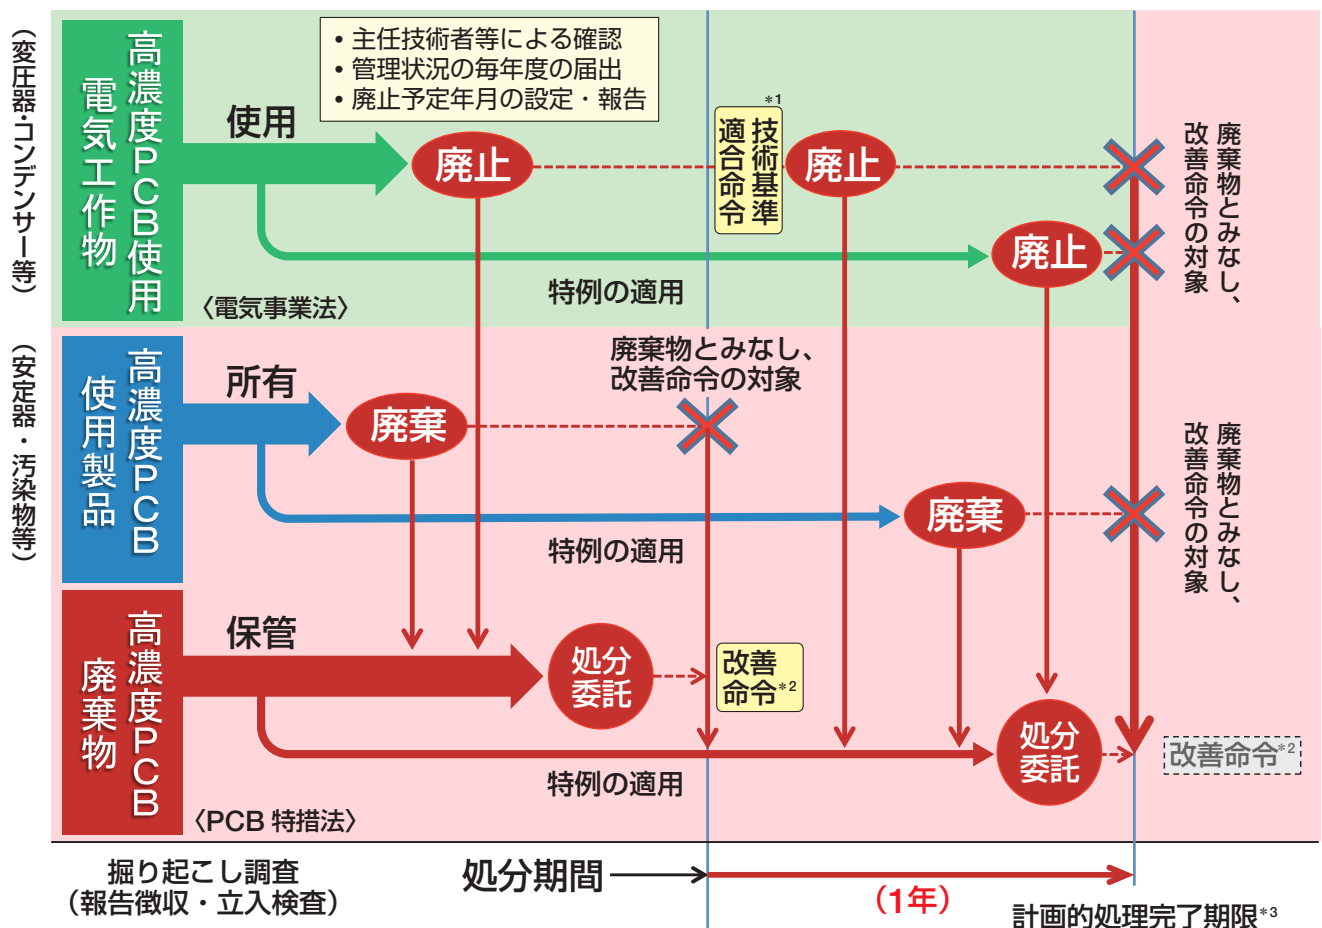 （変圧器・コンデンサー等）
高濃度PCB使用
電気工作物
• 主任技術者等による確認
• 管理状況の毎年度の届出
• 廃止予定年月の設定・報告
使用
廃止
*1
技術基準
適合命令
廃止
廃棄物とみなし、
改善命令の対象
廃止
特例の適用
〈電気事業法〉
（安定器・汚染物等）
高濃度PCB
使用製品
所有
廃棄
廃棄物とみなし、
改善命令の対象
廃棄
特例の適用
廃棄物とみなし、
改善命令の対象
高濃度PCB
廃棄物
保管
処分
委託
改善
命令*2
処分
委託
改善命令*2
特例の適用
〈PCB 特措法〉
掘り起こし調査
（報告徴収・立入検査）
処分期間
（1年）
計画的処理完了期限*3